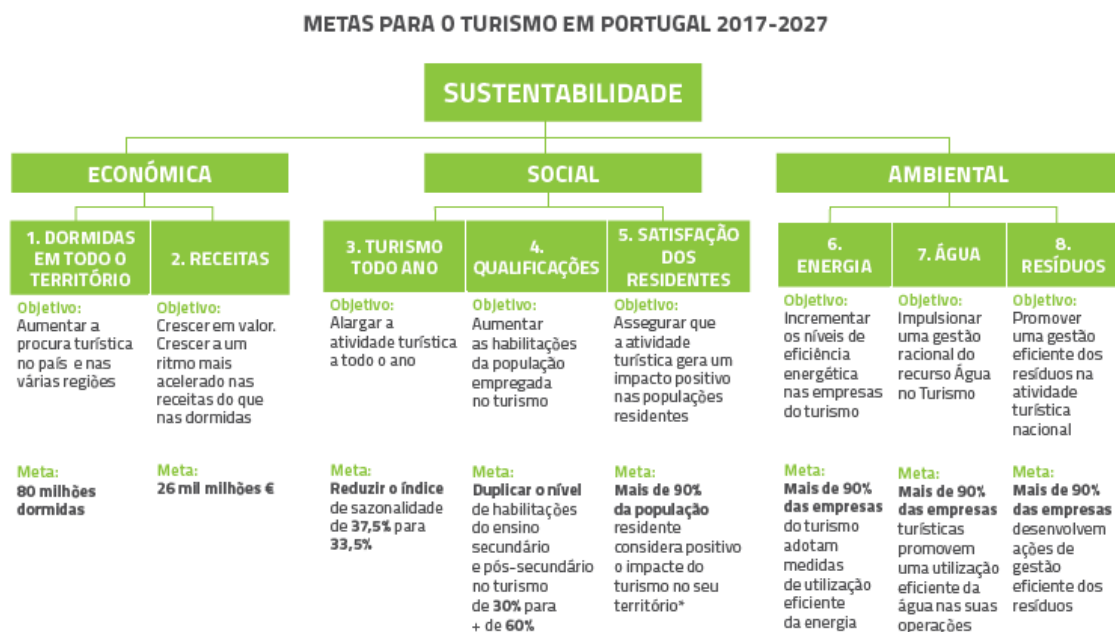 METAS PARA O TURISMO EM PORTUGAL 2017-2027
SUSTENTABILIDADE
ECONÓMICA
SOCIAL
AMBIENTAL
1. DORMIDAS
EM TODO O
TERRITÓRIO
Objetivo:
Aumentar a
procura turística
no país e nas
várias regiões
Meta:
80 milhões
dormidas
2. RECEITAS
Objetivo:
Crescer em valor.
Crescer a um
ritmo mais
acelerado nas
receitas do que
nas dormidas
Meta:
26 mil milhões €
3. TURISMO
TODO ANO
Objetivo:
Alargar a
atividade turística
a todo o ano
Meta:
Reduzir o índice
de sazonalidade
de 37,5% para
33,5%
4.
QUALIFICAÇÕES
Objetivo:
Aumentar
as habilitações
da população
empregada
no turismo
Meta:
Duplicar o nível
de habilitações
do ensino
secundário
e pós-secundário
no turismo
de 30% para
+ de 60%
5. SATISFAÇÃO
DOS
RESIDENTES
Objetivo:
Assegurar que
a atividade
turística gera um
impacto positivo
nas populações
residentes
Meta:
Mais de 90%
da população
residente
considera positivo
o impacte do
turismo no seu
território*
6.
ENERGIA
Objetivo:
Incrementar
os níveis de
eficiência
energética
nas empresas
do turismo
Meta:
Mais de 90%
das empresas
do turismo
adotam
medidas
de utilização
eficiente
da energia
7. ÁGUA
Objetivo:
Impulsionar
uma gestão
racional do
recurso Água
no Turismo
Meta:
Mais de 90%
das empresas
turísticas
promovem
uma utilização
eficiente da
água nas suas
operações
8.
RESÍDUOS
Objetivo:
Promover
uma gestão
eficiente dos
resíduos na
atividade
turística
nacional
Meta:
Mais de 90%
das empresas
desenvolvem
ações de
gestão
eficiente dos
resíduos